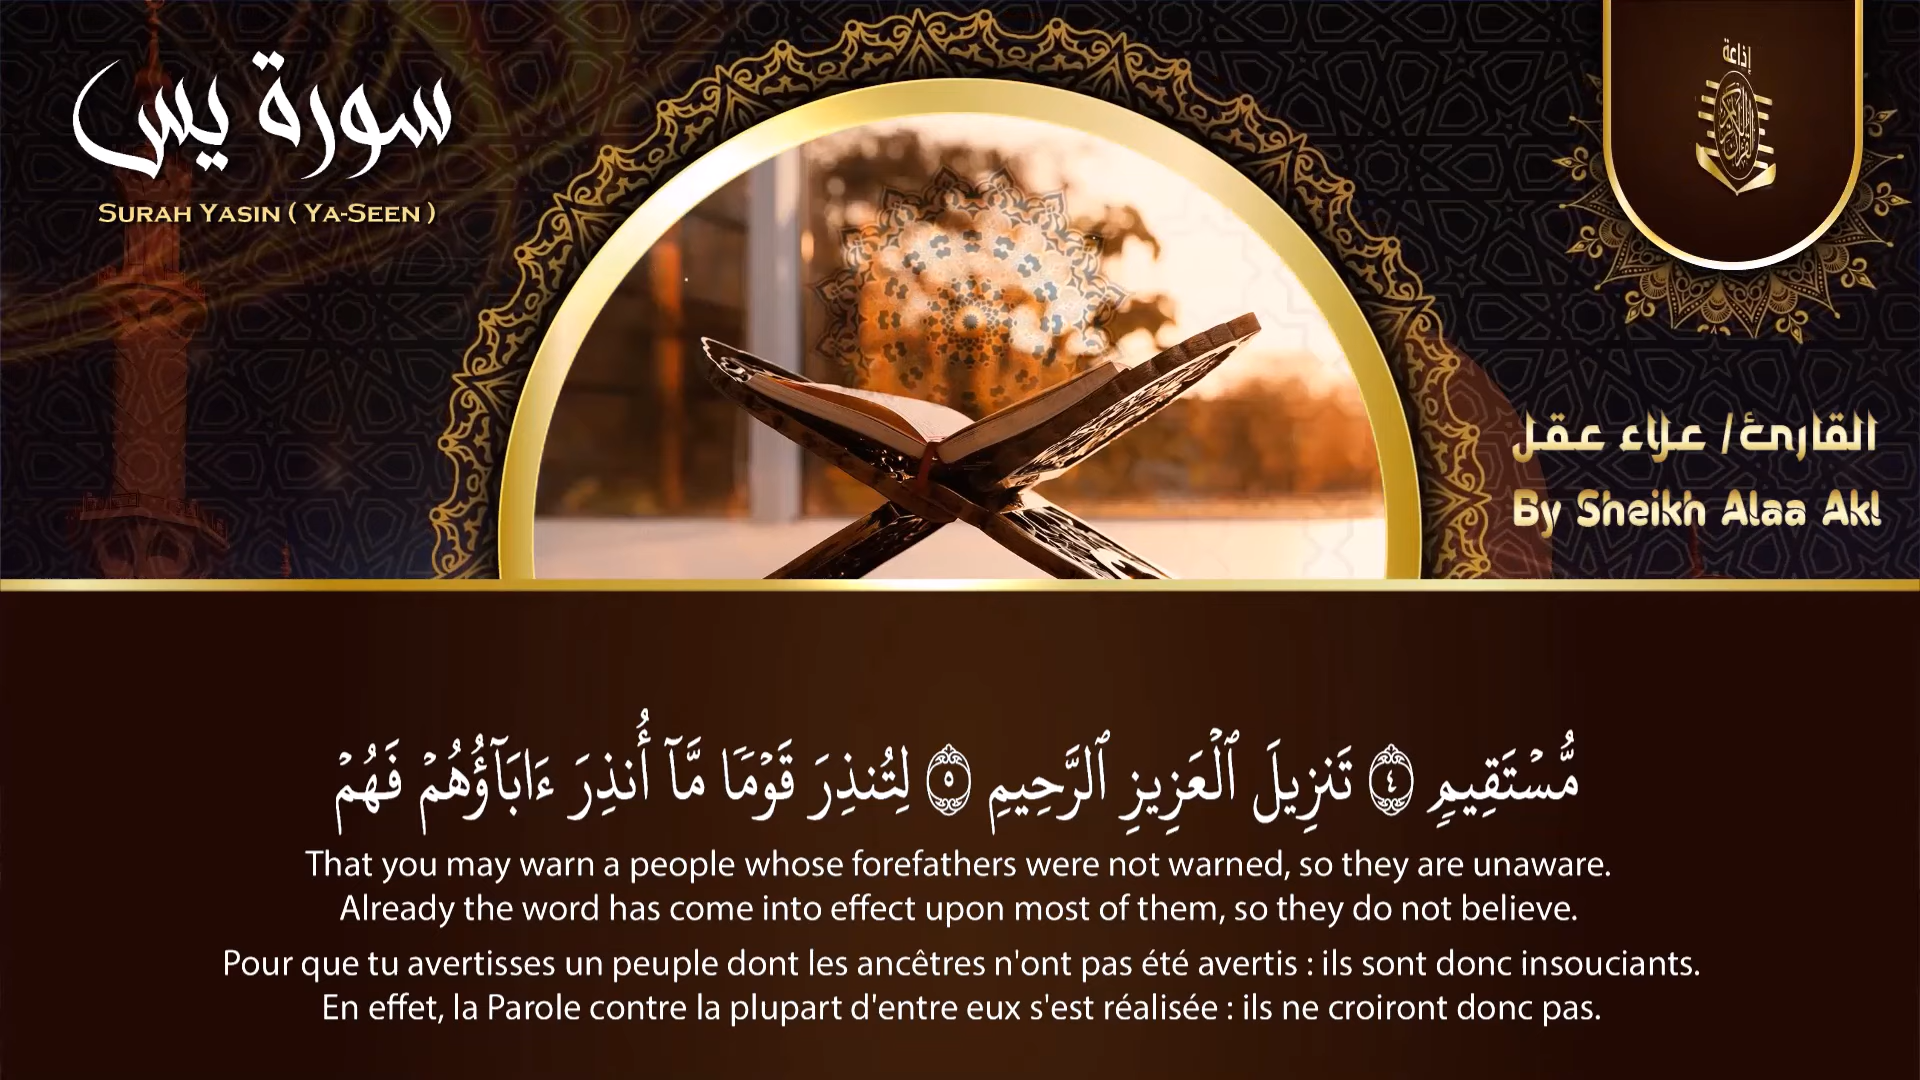 سورة يس
SURAH YASIN ( YA-SEEN )
إذاعة
القرآن الكريم
القارئ/ علاء عقل
By Sheikh Alaa Akl
مُّسۡتَقِيمٖ ٤ تَنزِيلَ ٱلۡعَزِيزِ ٱلرَّحِيمِ ٥ لِتُنذِرَ قَوۡمٗا مَّآ أُنذِرَ ءَابَآؤُهُمۡ فَهُمۡ
That you may warn a people whose forefathers were not warned, so they are unaware.
Already the word has come into effect upon most of them, so they do not believe.
Pour que tu avertisses un peuple dont les ancêtres n'ont pas été avertis : ils sont donc insouciants.
En effet, la Parole contre la plupart d'entre eux s'est réalisée : ils ne croiront donc pas.